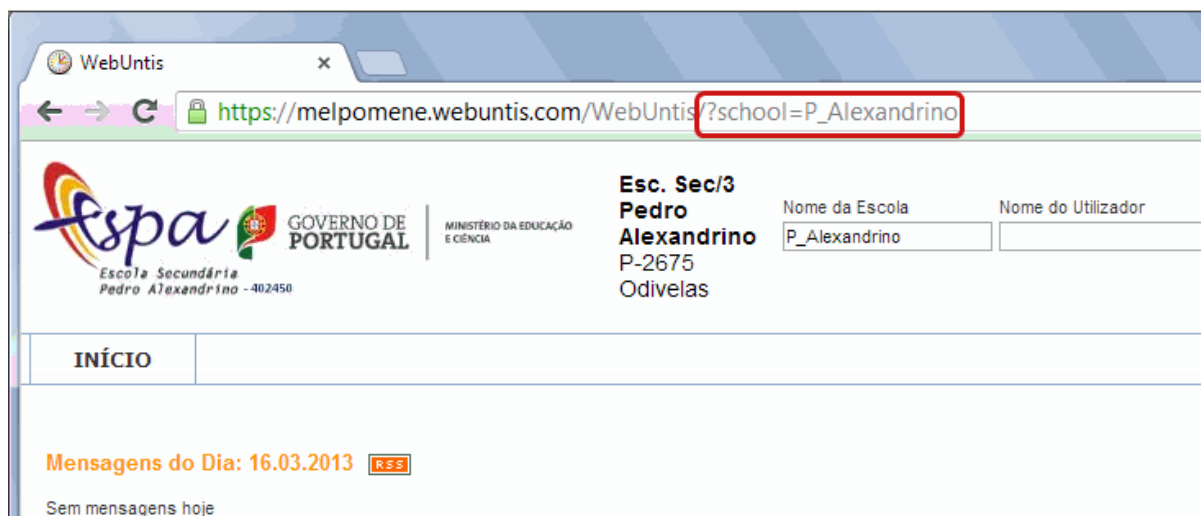 WebUntis
https://melpomene.webuntis.com/WebUntis/?school=P_Alexandrino
Espa
Escola Secundária
Pedro Alexandrino - 402450
GOVERNO DE
PORTUGAL
MINISTÉRIO DA EDUCAÇÃO
E CIÊNCIA
Esc. Sec/3
Pedro
Alexandrino
P-2675
Odivelas
Nome da Escola
P_Alexandrino
Nome do Utilizador
INÍCIO
Mensagens do Dia: 16.03.2013 RSS
Sem mensagens hoje